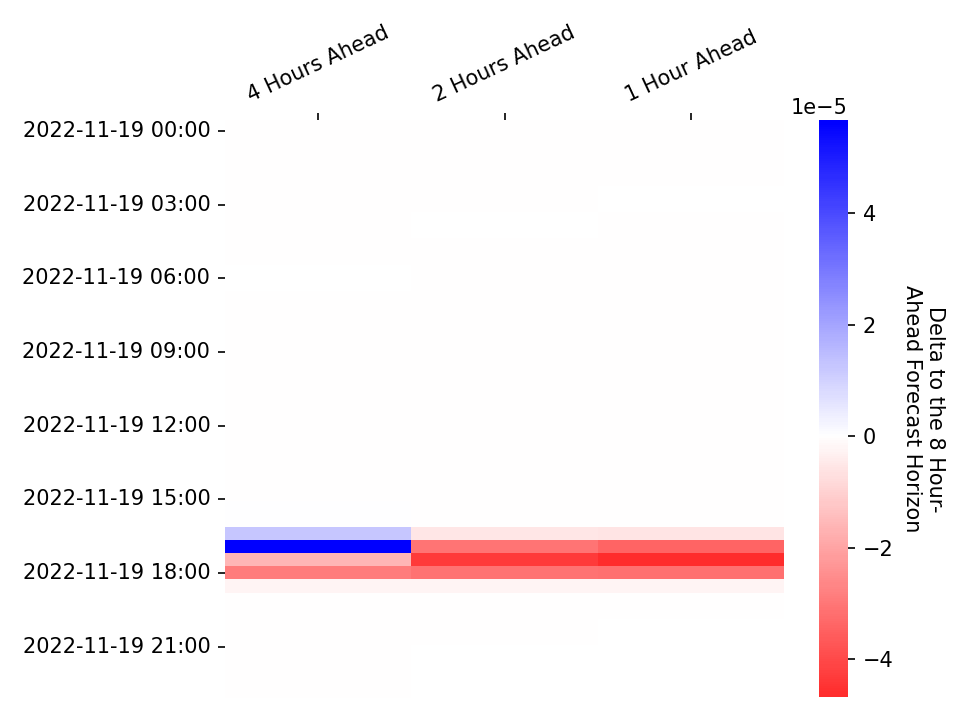 4 Hours Ahead
2 Hours Ahead
1 Hour Ahead
1e−5
2022-11-19 00:00
2022-11-19 03:00
2022-11-19 06:00
2022-11-19 09:00
2022-11-19 12:00
2022-11-19 15:00
2022-11-19 18:00
2022-11-19 21:00
4
2
0
−2
−4
Delta to the 8 Hour-
Ahead Forecast Horizon